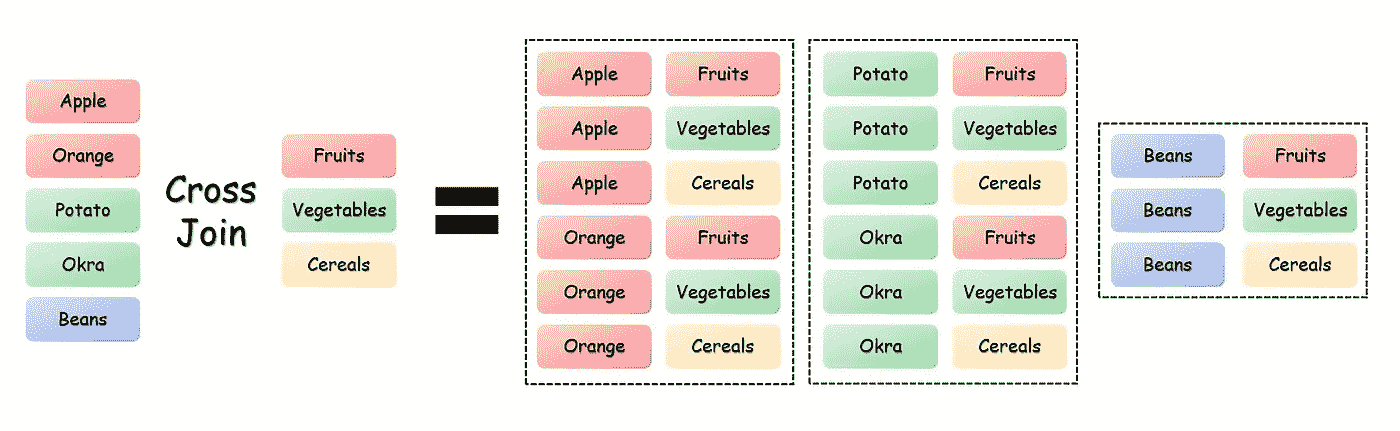 Apple
Orange
Potato
Okra
Beans
Cross
Join
Fruits
Vegetables
Cereals
=
Apple Fruits
Apple Vegetables
Apple Cereals
Orange Fruits
Orange Vegetables
Orange Cereals
Potato Fruits
Potato Vegetables
Potato Cereals
Okra Fruits
Okra Vegetables
Okra Cereals
Beans Fruits
Beans Vegetables
Beans Cereals